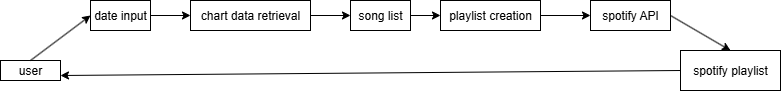 date input
chart data retrieval
song list
playlist creation
spotify API
user
spotify playlist